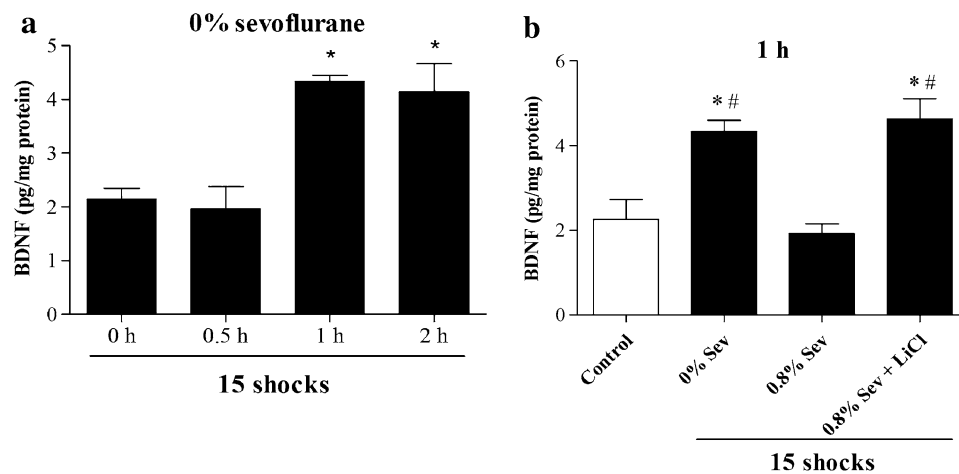 a
0% sevoflurane
BDNF (pg/mg protein)
5
4
3
2
1
0
* *
0 h 0.5 h 1 h 2 h
15 shocks
b
1 h
BDNF (pg/mg protein)
6
4
2
0
* # * #
Control 0% Sev 0.8% Sev 0.8% Sev + LiCl
15 shocks